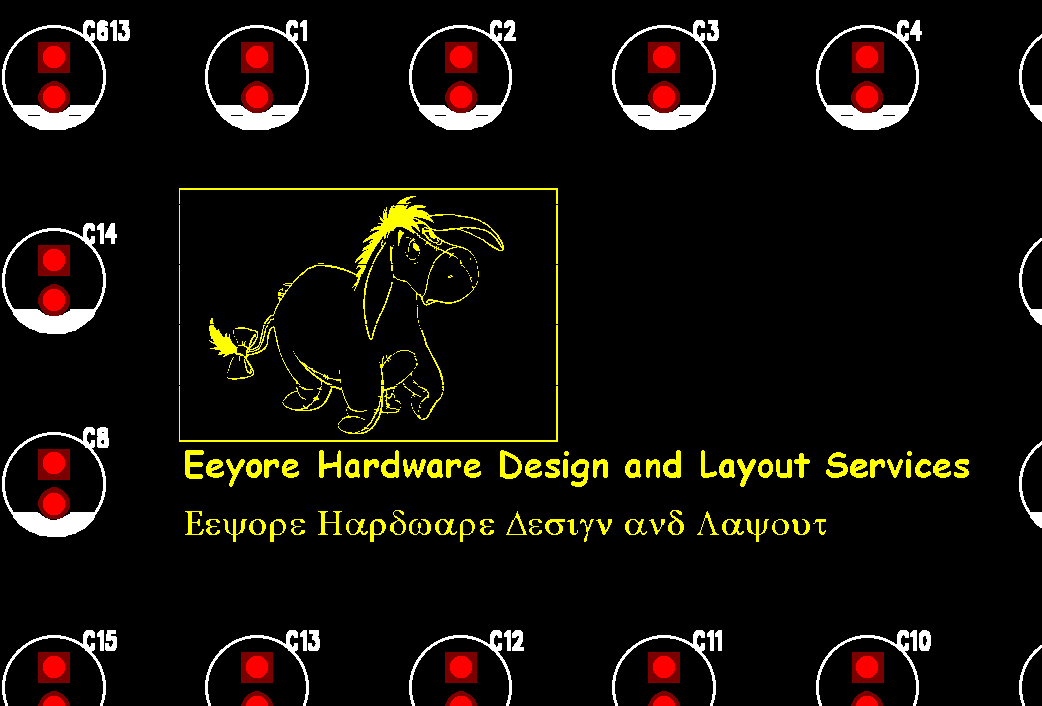 C613 C1 C2 C3 C4
C14
C8
Eeyore Hardware Design and Layout Services
Εεψορε Ηαρδωαρε Δεσιγν ανδ Λαψουτ
C15 C13 C12 C11 C10